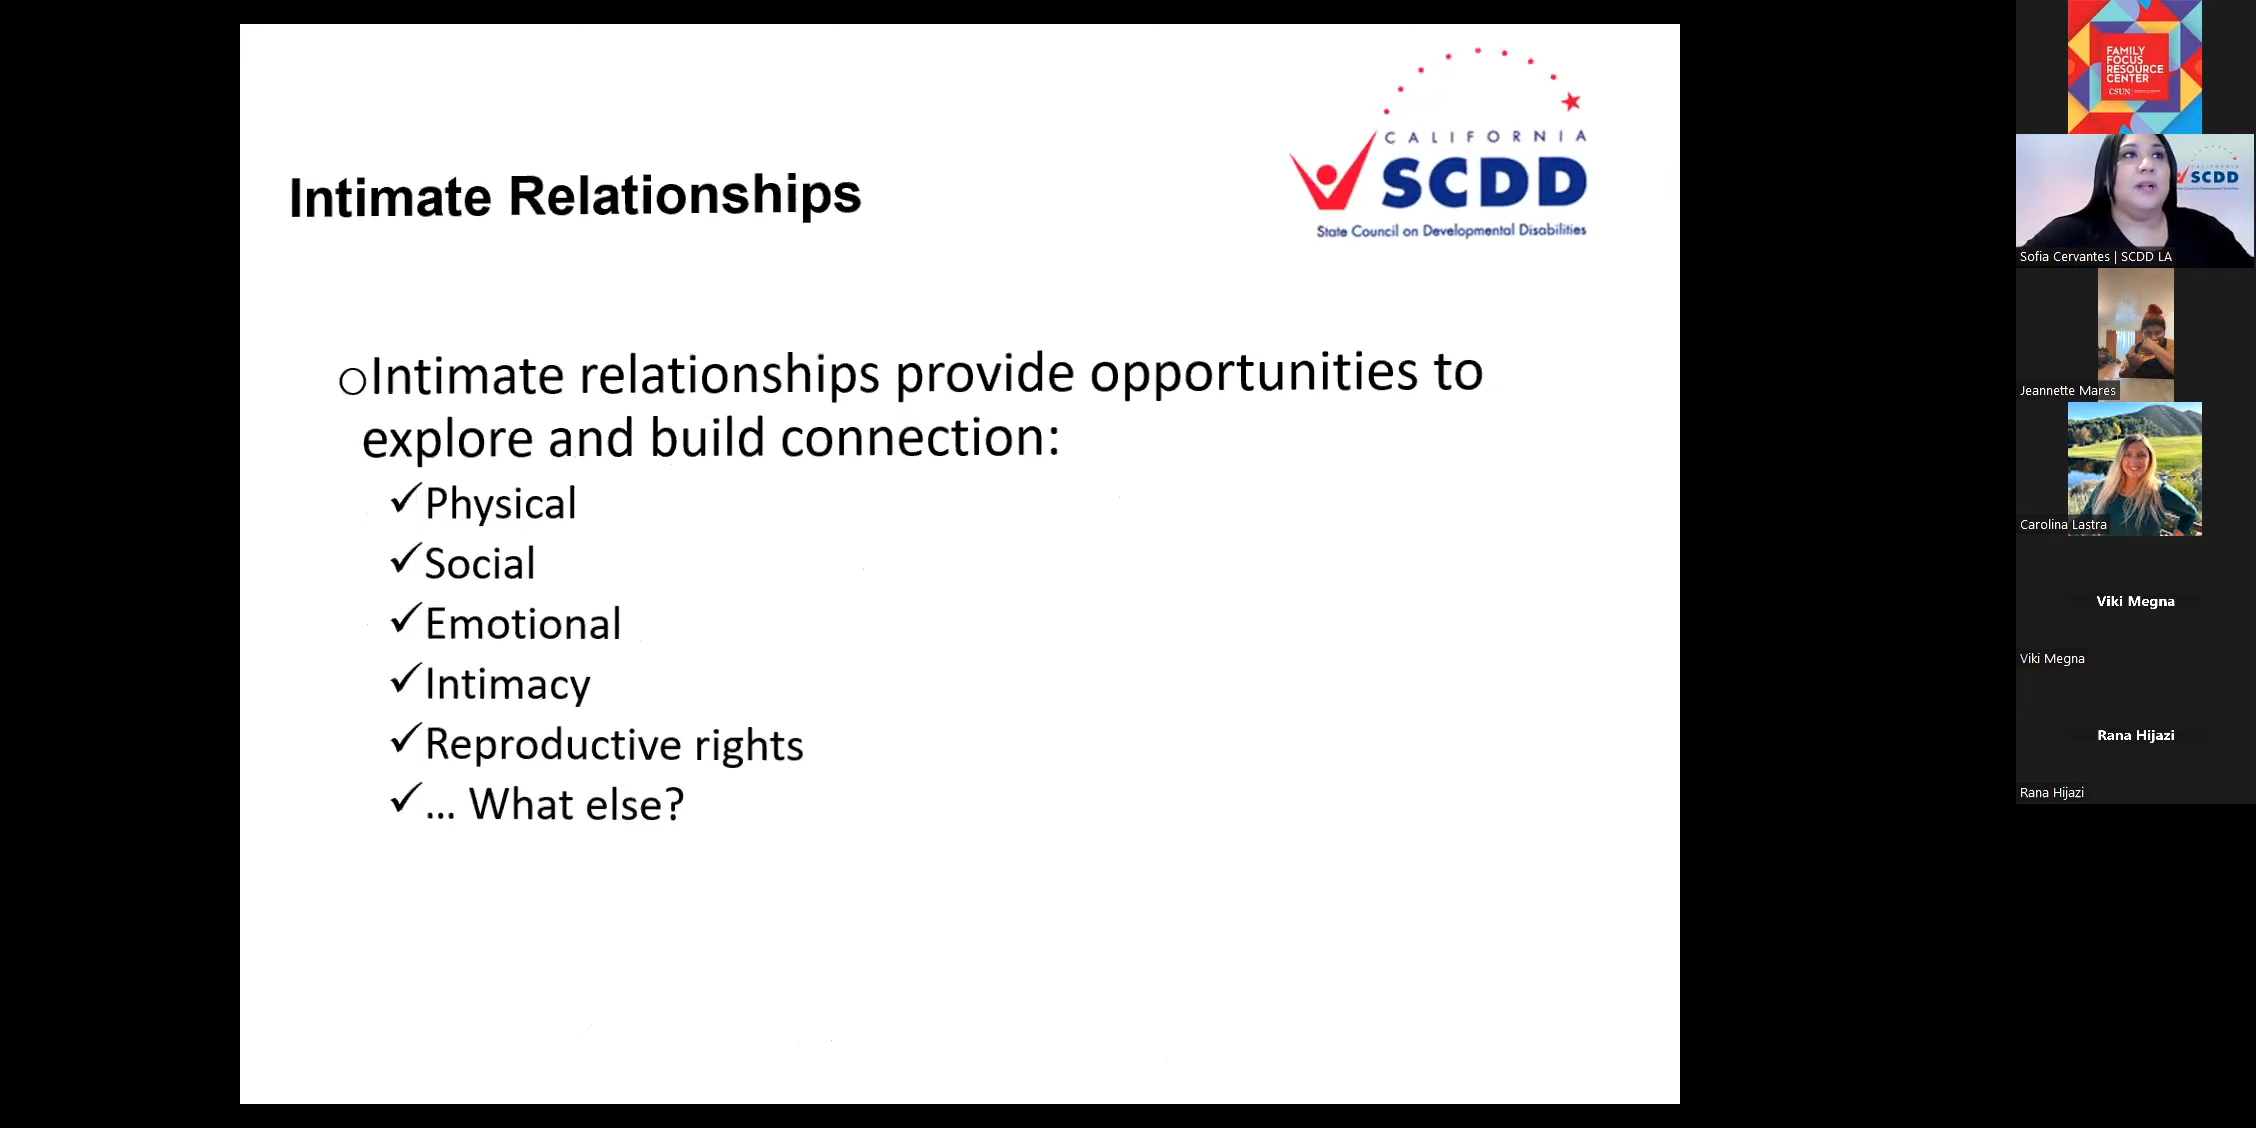 Intimate Relationships
CALIFORNIA
SCDD
State Council on Developmental Disabilities
Intimate relationships provide opportunities to
explore and build connection:
Physical
Social
Emotional
Intimacy
Reproductive rights
... What else?
FAMILY
FOCUS
RESOURCE
CENTER
CSUN
SCDD
Sofia Cervantes | SCDD LA
Jeannette Mares
Carolina Lastra
Viki Megna
Viki Megna
Rana Hijazi
Rana Hijazi